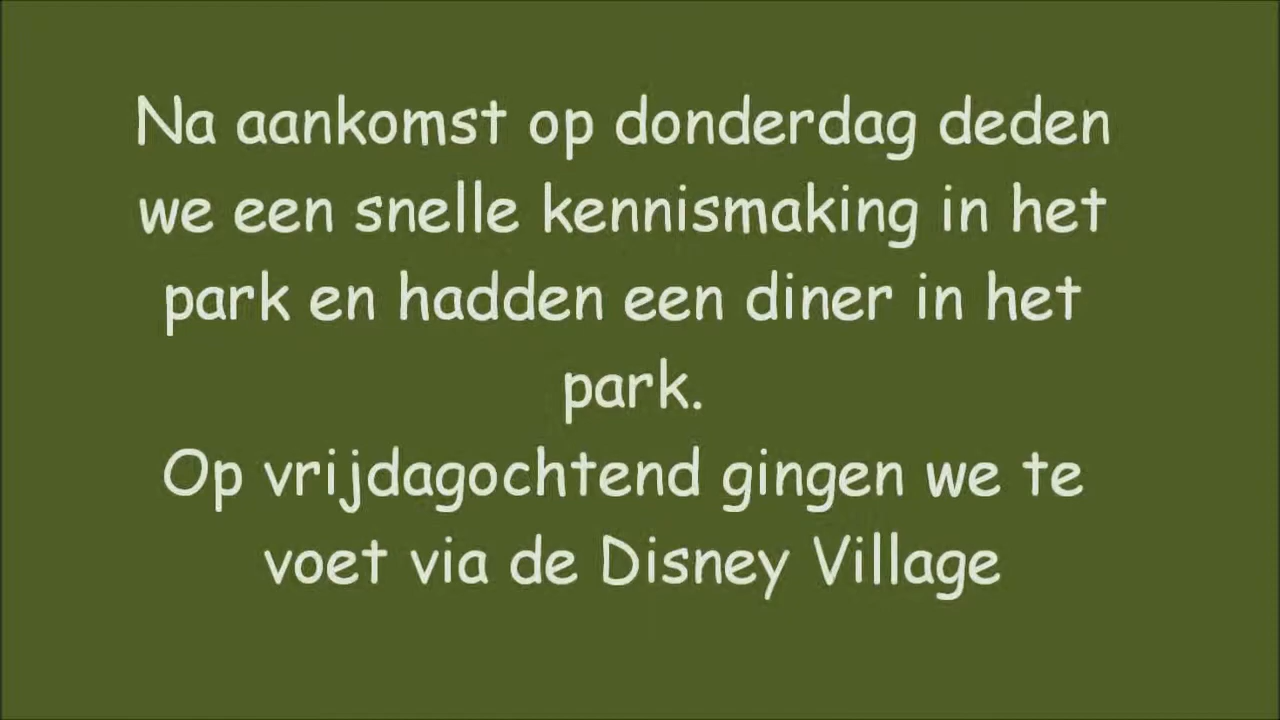 Na aankomst op donderdag deden
we een snelle kennismaking in het
park en hadden een diner in het
park.
Op vrijdagochtend gingen we te
voet via de Disney Village